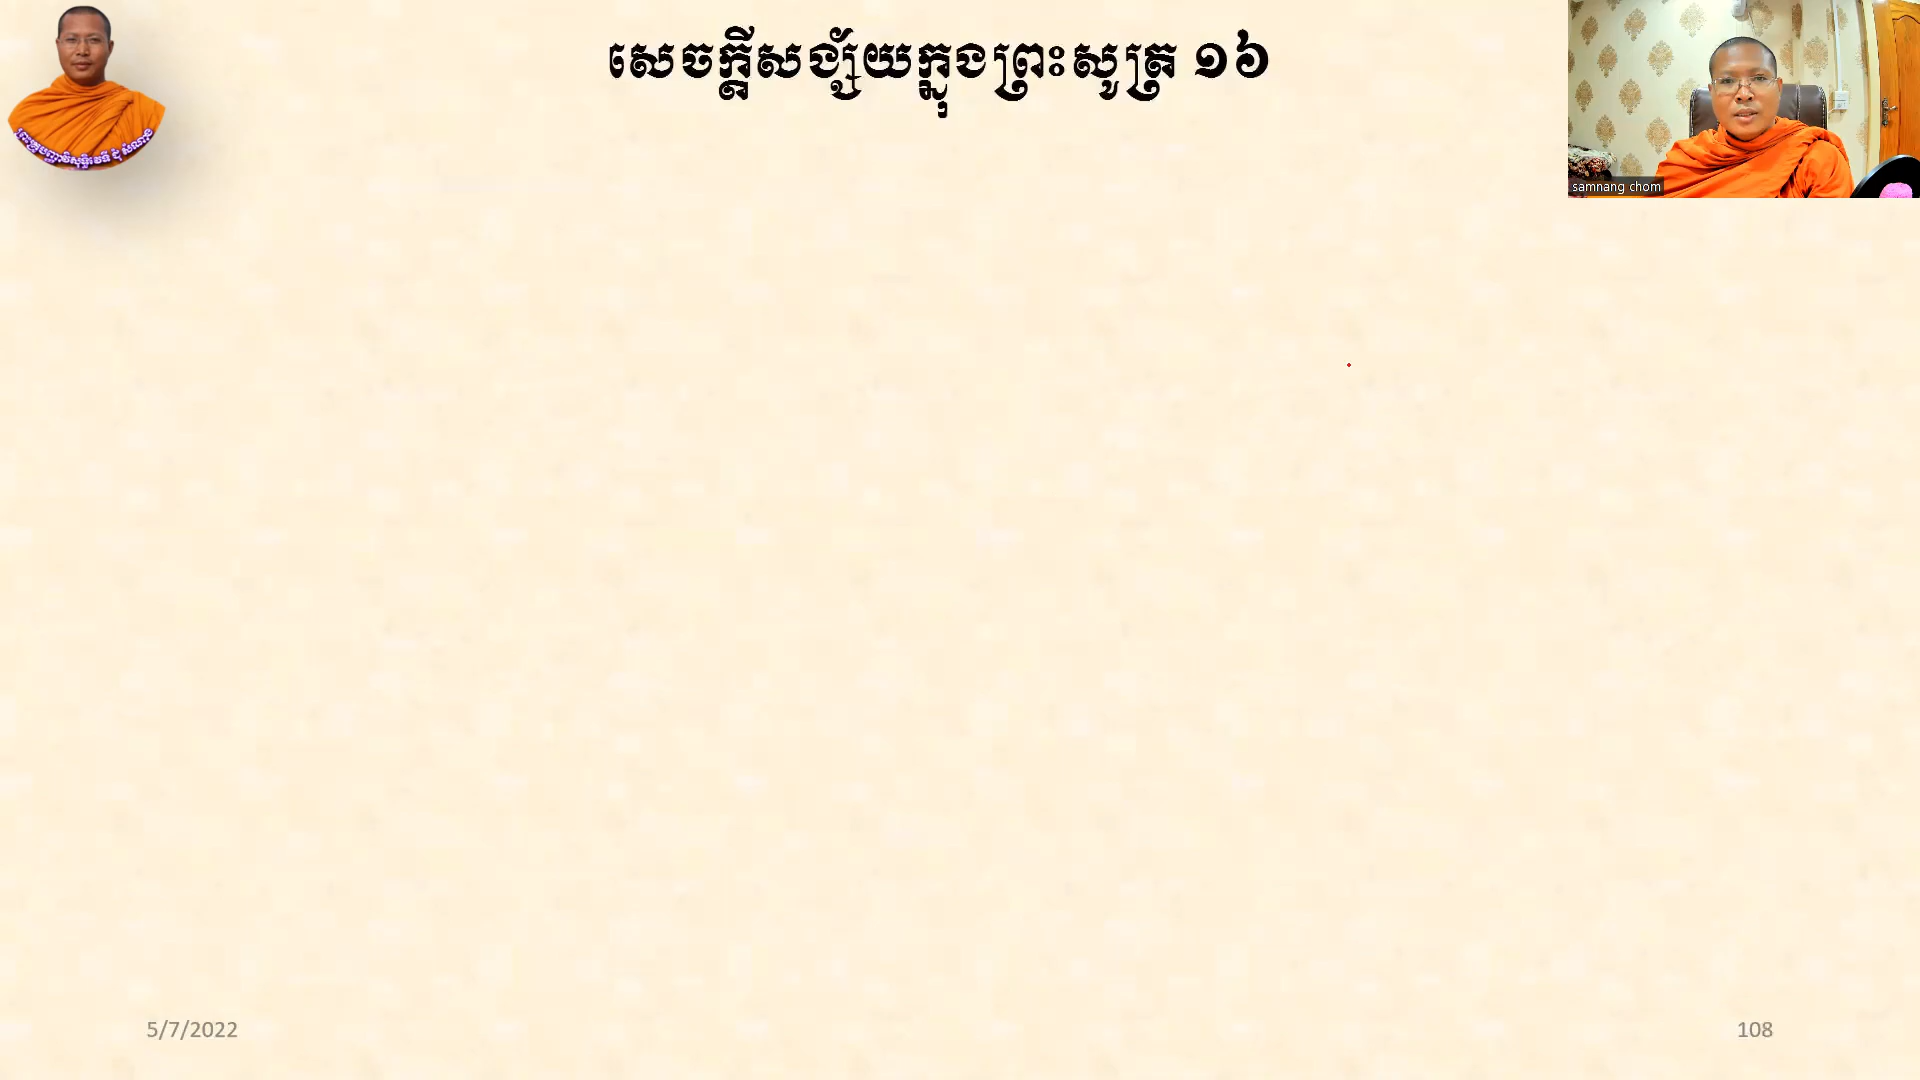 សេចក្តីសង្ស័យក្នុងព្រះសូត្រ ១៦
samnang chom
5/7/2022
108